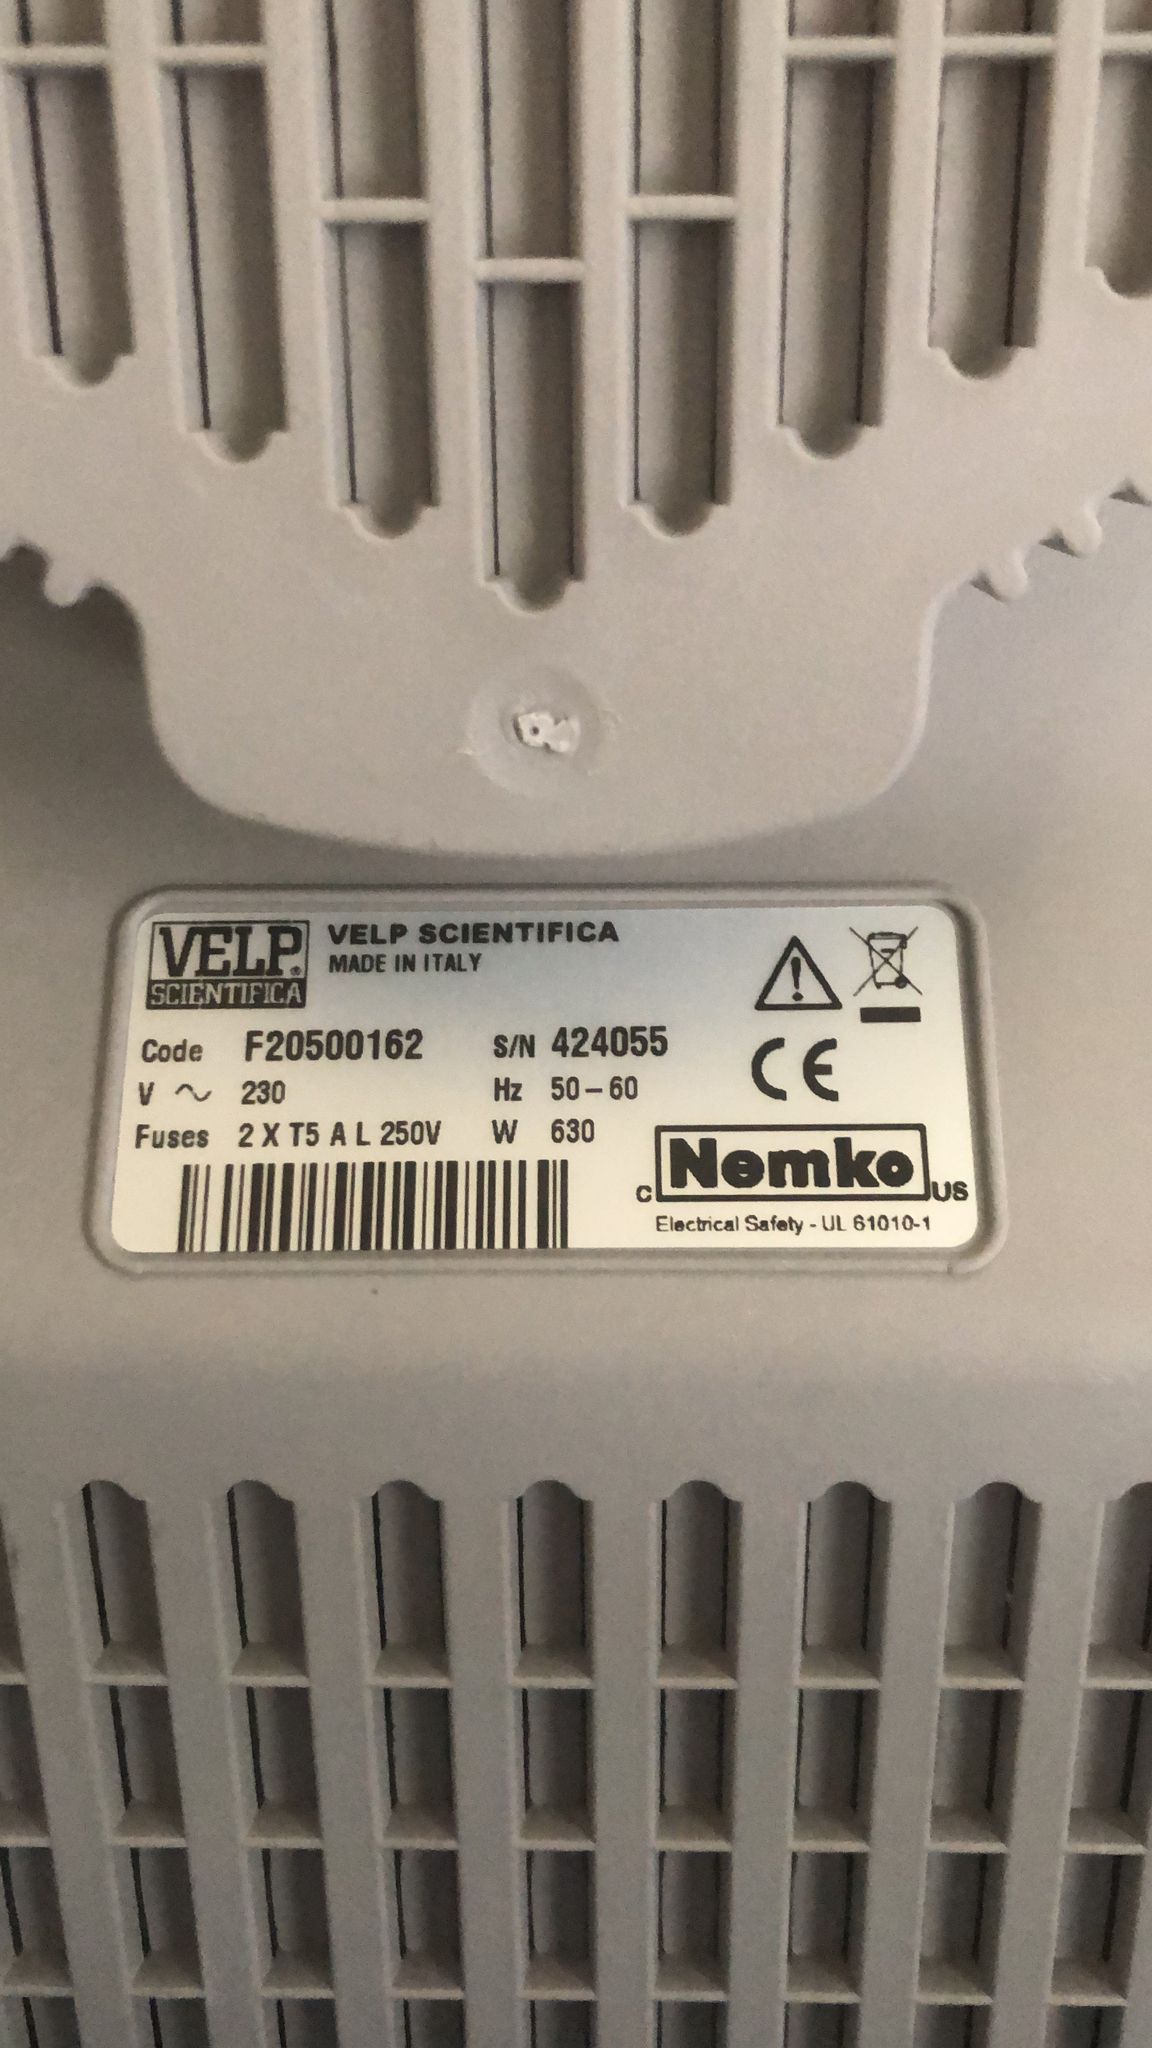 VELP® SCIENTIFICA
VELP SCIENTIFICA
MADE IN ITALY
Code F20500162 S/N 424055
V ~ 230 Hz 50-60
Fuses 2 X T5 A L 250V W 630
CE
C Nemko US
Electrical Safety - UL 61010-1